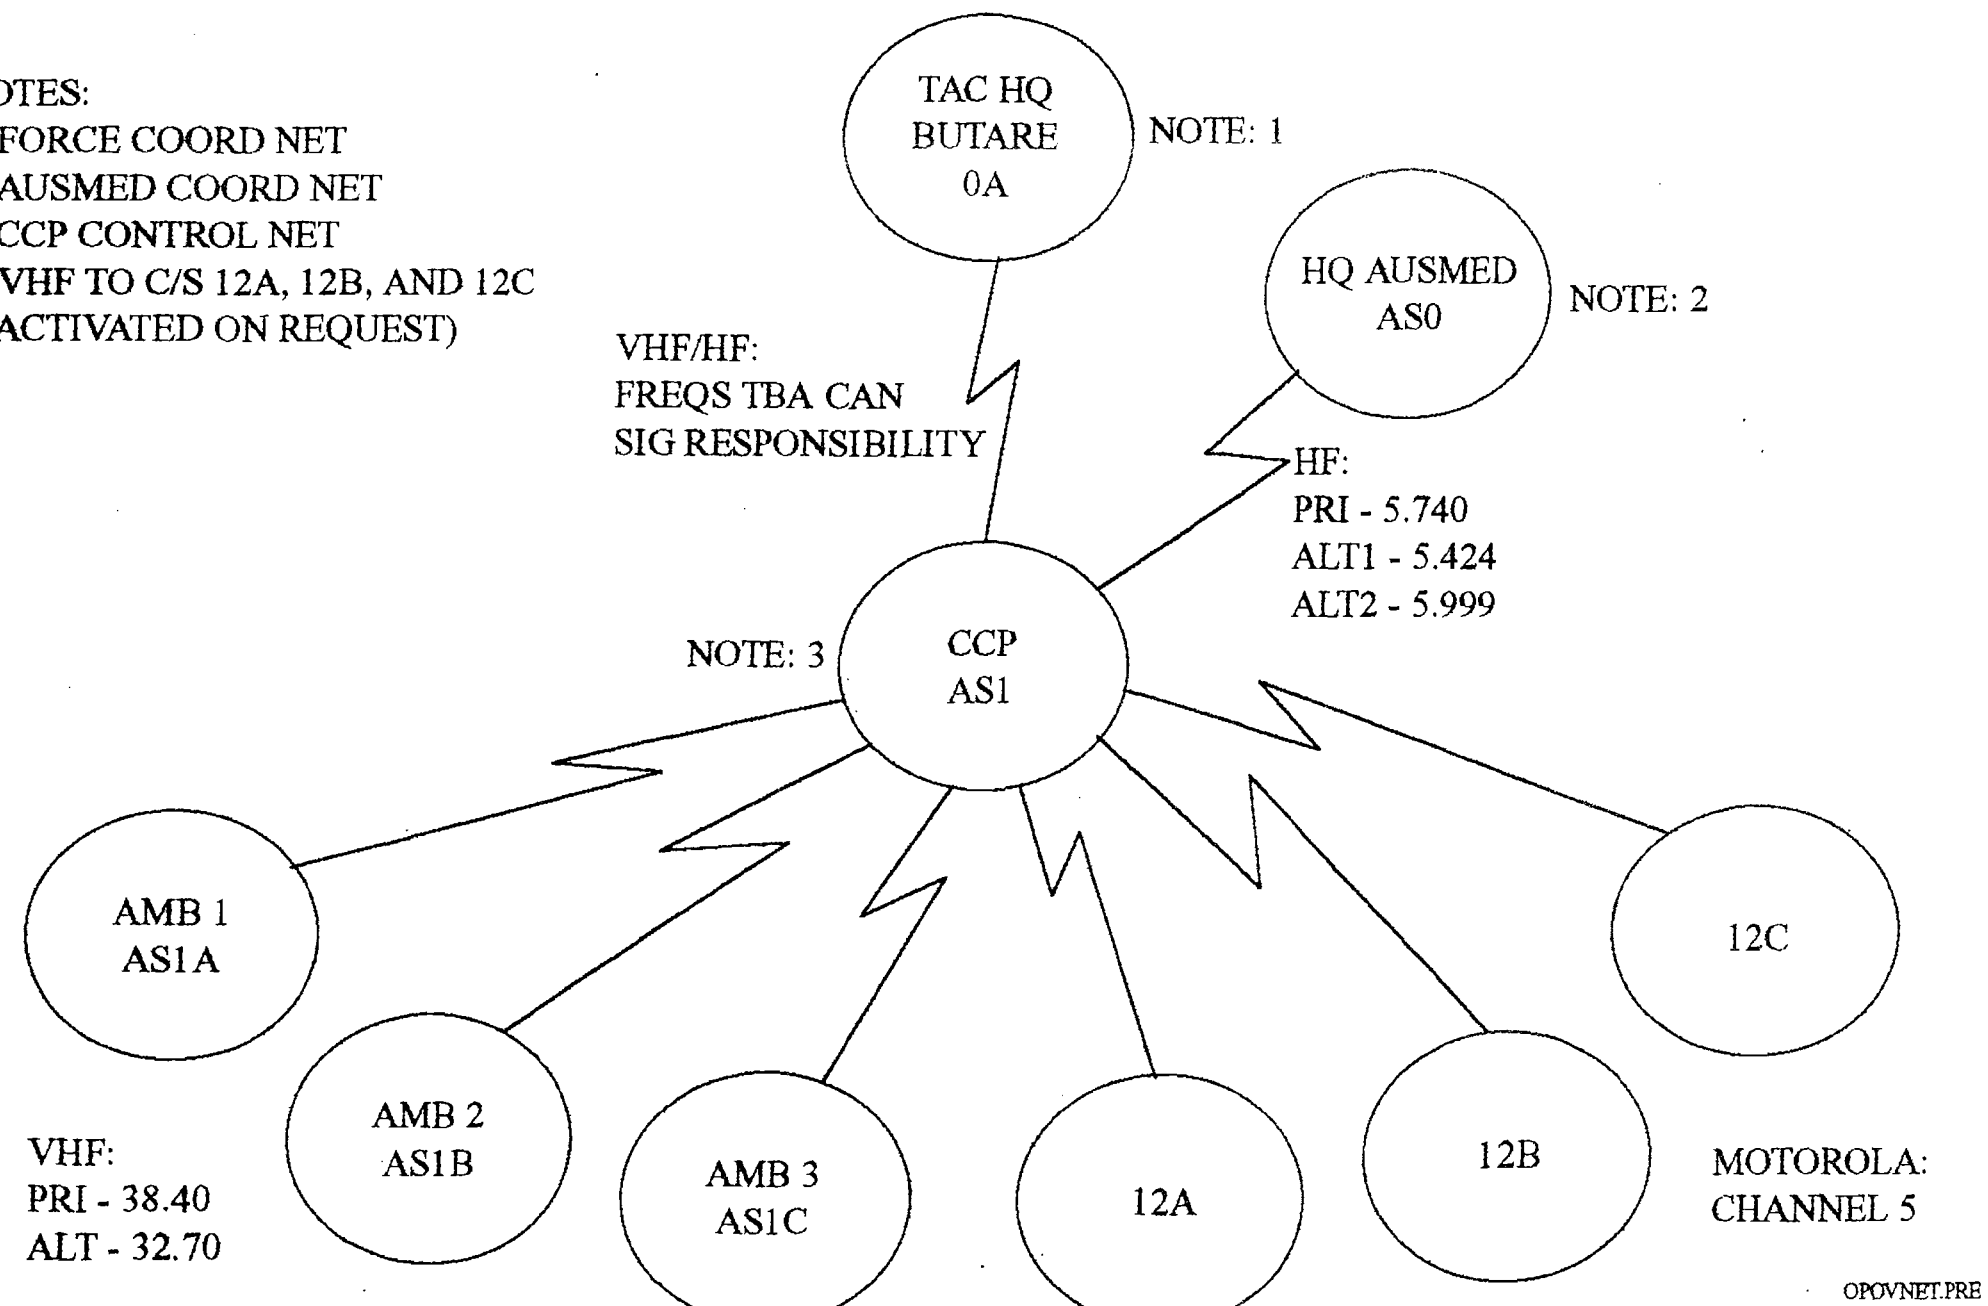 OTES:
FORCE COORD NET
AUSMED COORD NET
CCP CONTROL NET
VHF TO C/S 12A, 12B, AND 12C
ACTIVATED ON REQUEST)
TAC HQ
BUTARE
0A
NOTE: 1
HQ AUSMED
AS0
NOTE: 2
VHF/HF:
FREQS TBA CAN
SIG RESPONSIBILITY
HF:
PRI - 5.740
ALT1 - 5.424
ALT2 - 5.999
NOTE: 3
CCP
AS1
AMB 1
AS1A
AMB 2
AS1B
AMB 3
AS1C
12A
12B
12C
VHF:
PRI - 38.40
ALT - 32.70
MOTOROLA:
CHANNEL 5
OPOVNET.PRE